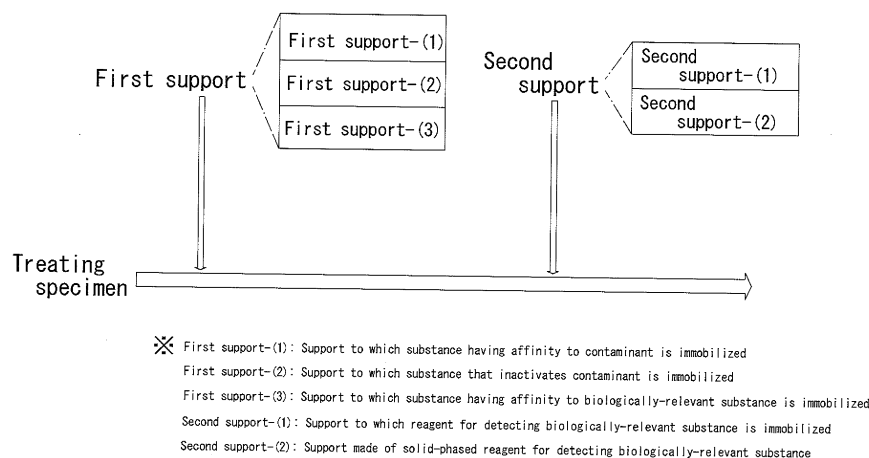 First support
First support-(1)
First support-(2)
First support-(3)
Second
support
Second
support-(1)
Second
support-(2)
Treating
specimen
※ First support-(1): Support to which substance having affinity to contaminant is immobilized
First support-(2): Support to which substance that inactivates contaminant is immobilized
First support-(3): Support to which substance having affinity to biologically-relevant substance is immobilized
Second support-(1): Support to which reagent for detecting biologically-relevant substance is immobilized
Second support-(2): Support made of solid-phased reagent for detecting biologically-relevant substance